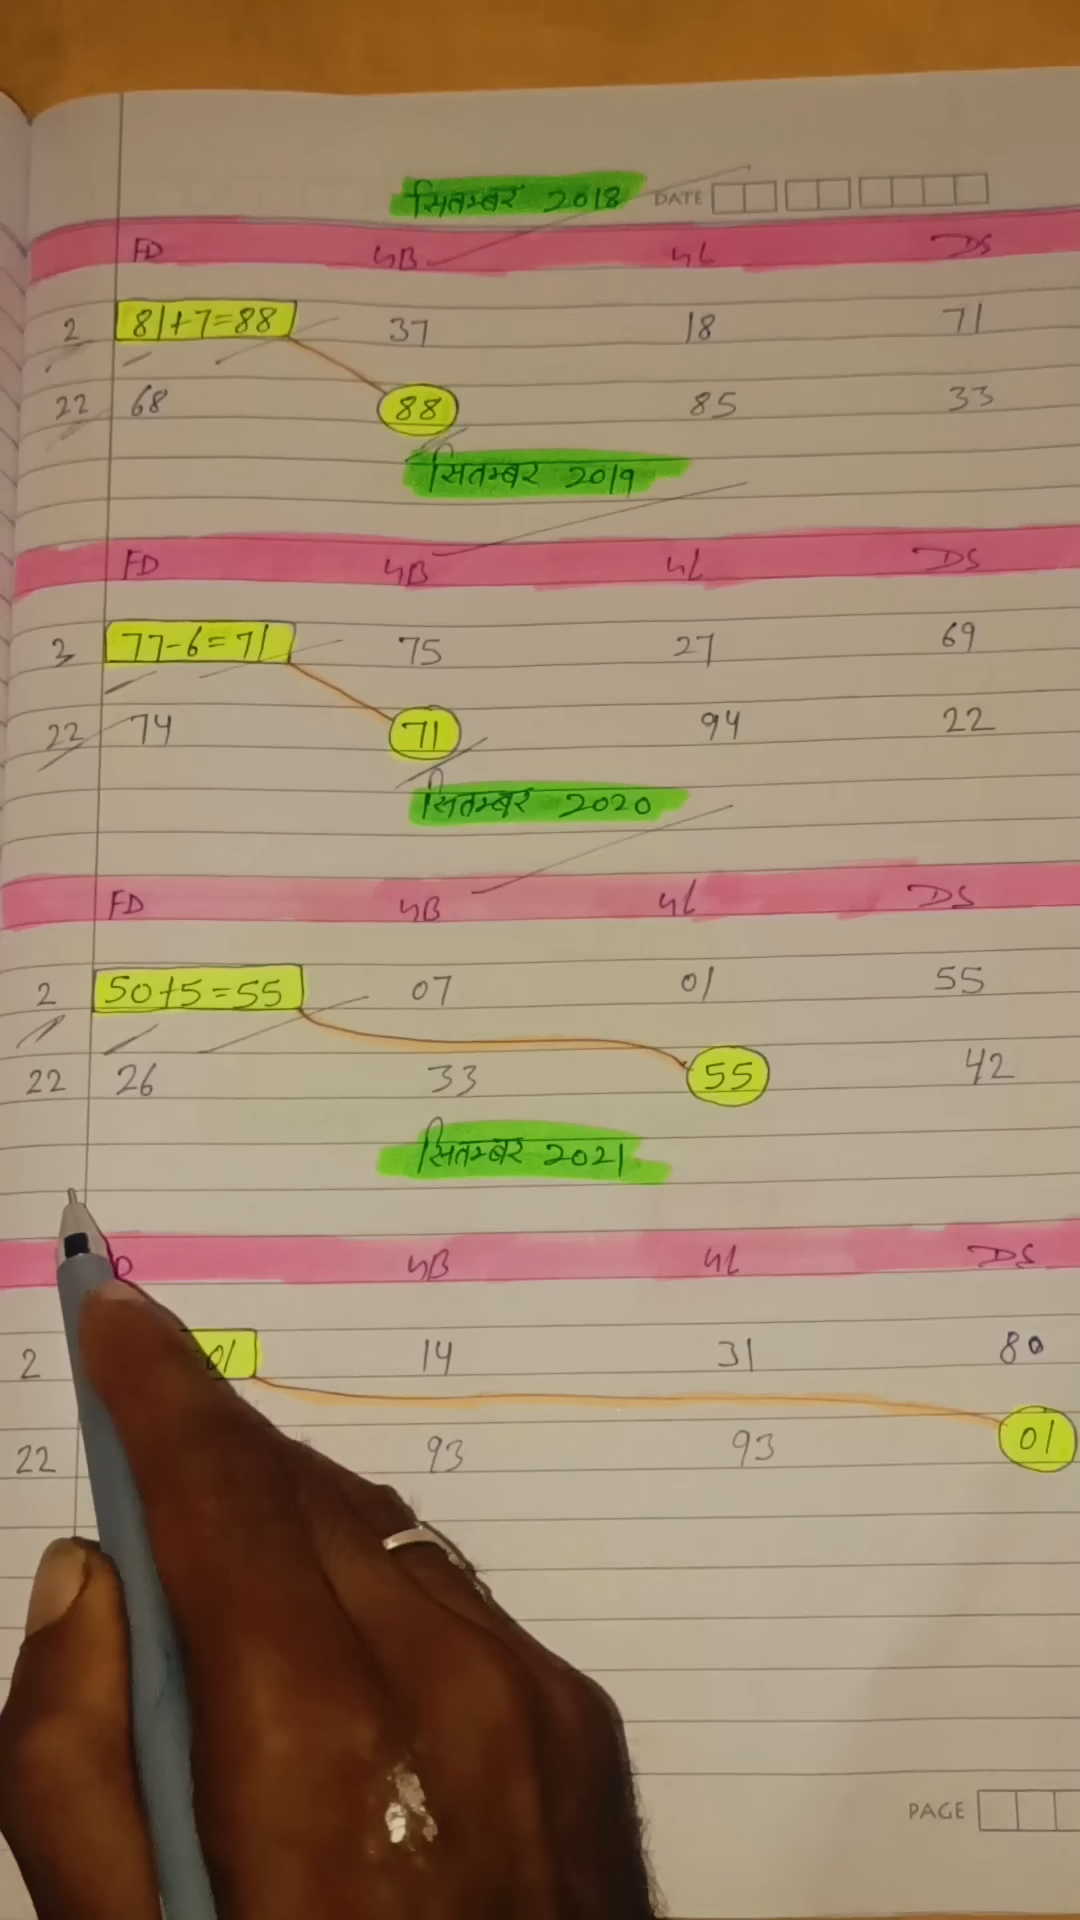 सितम्बर 2018 DATE
FD GB GL DS
2 81+7=88 37 18 71
22 68 88 85 33
सितम्बर 2019
FD GB GL DS
2 77-6=71 75 27 69
22 74 71 94 22
सितम्बर 2020
FD GB GL DS
2 50+5=55 07 01 55
22 26 33 55 42
सितम्बर 2021
D GB GL DS
2 01 14 31 80
22 93 93 01
PAGE